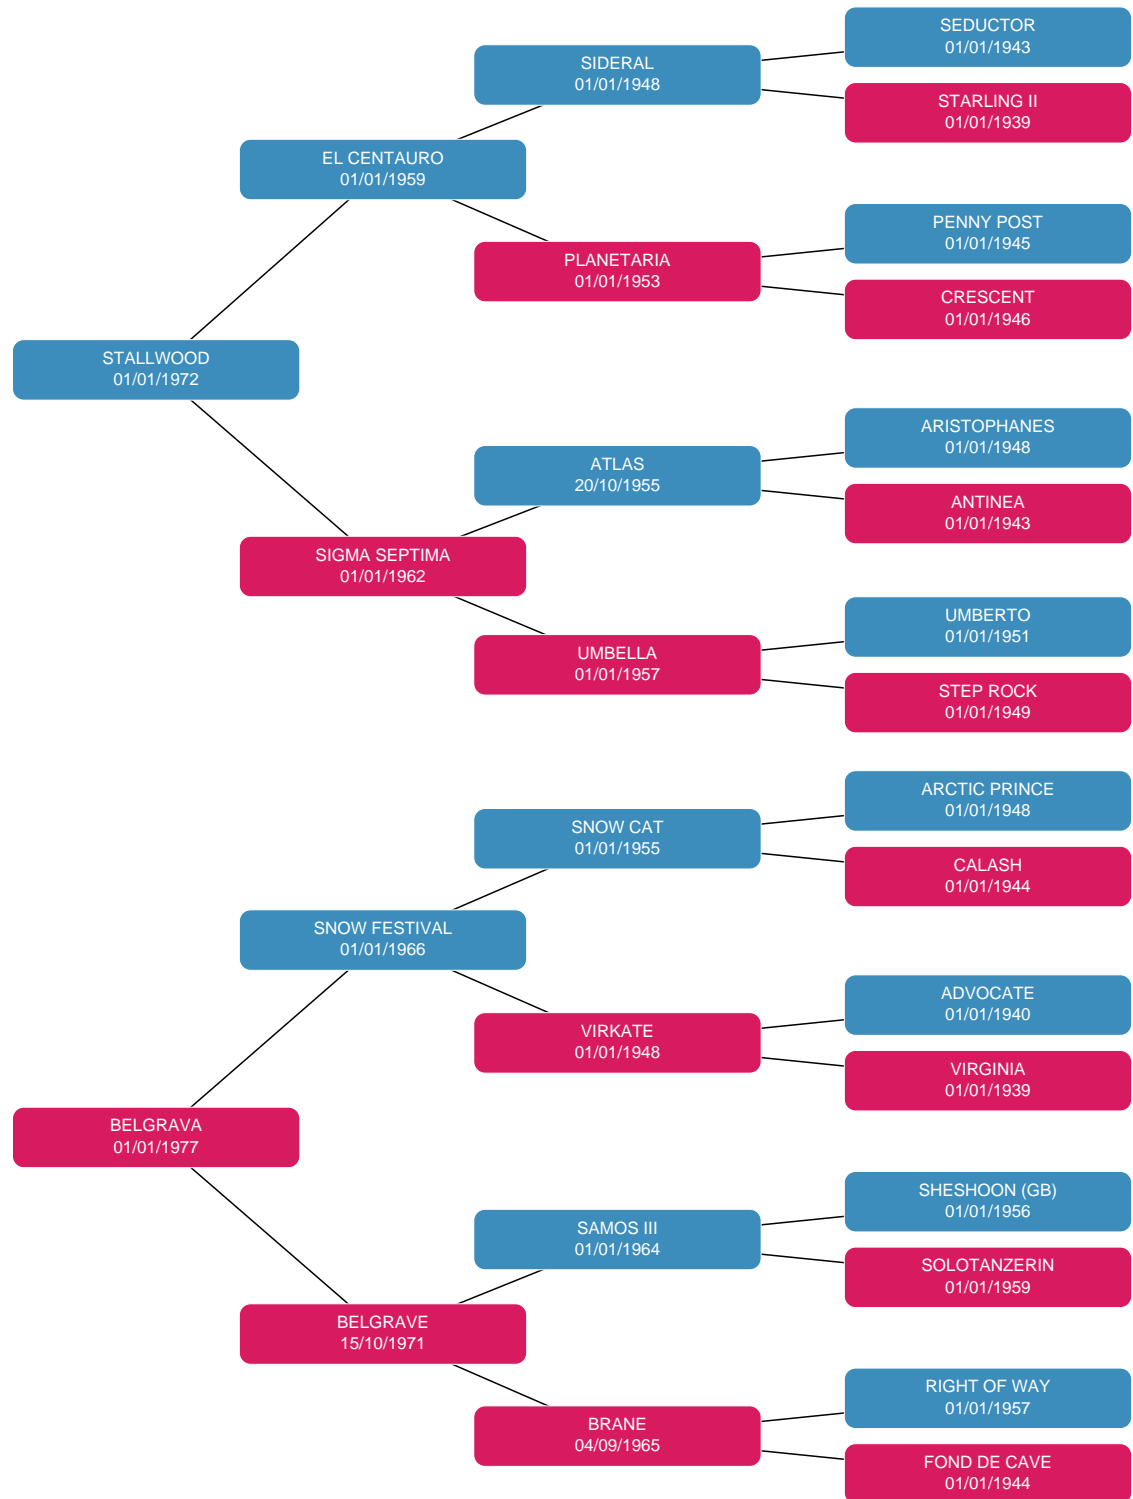 SEDUCTOR
01/01/1943
SIDERAL
01/01/1948
STARLING II
01/01/1939
EL CENTAURO
01/01/1959
PENNY POST
01/01/1945
PLANETARIA
01/01/1953
CRESCENT
01/01/1946
STALLWOOD
01/01/1972
ARISTOPHANES
01/01/1948
ATLAS
20/10/1955
ANTINEA
01/01/1943
SIGMA SEPTIMA
01/01/1962
UMBERTO
01/01/1951
UMBELLA
01/01/1957
STEP ROCK
01/01/1949
ARCTIC PRINCE
01/01/1948
SNOW CAT
01/01/1955
CALASH
01/01/1944
SNOW FESTIVAL
01/01/1966
ADVOCATE
01/01/1940
VIRKATE
01/01/1948
VIRGINIA
01/01/1939
BELGRAVA
01/01/1977
SHESHOON (GB)
01/01/1956
SAMOS III
01/01/1964
SOLOTANZERIN
01/01/1959
BELGRAVE
15/10/1971
RIGHT OF WAY
01/01/1957
BRANE
04/09/1965
FOND DE CAVE
01/01/1944